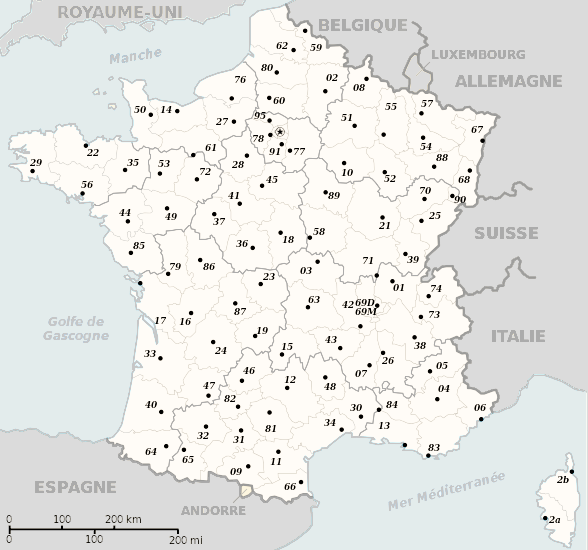 ROYAUME-UNI
BELGIQUE
62 59
Manche
LUXEMBOURG
80
76 02 08
ALLEMAGNE
60
50 14 55 57
27 95 51
78 67
61 91 77 54
22 28 88
29 35 53 10 52 68
72 45
56 41 89 70 90
44 49 37 21 25
18 58 SUISSE
85 36
79 86 03 71 39
23 01 74
63 42 69D
69M
Golfe de
Gascogne
17 16 87 73
19 43 38 ITALIE
33 24 15 26
07 05
46
47 12 48 04
82
40 30 84 06
32 31 81 34 13
64 65 83
11
09
66
2b
ESPAGNE
Mer Méditerranée
ANDORRE
2a
0 100 200 km
0 100 200 mi